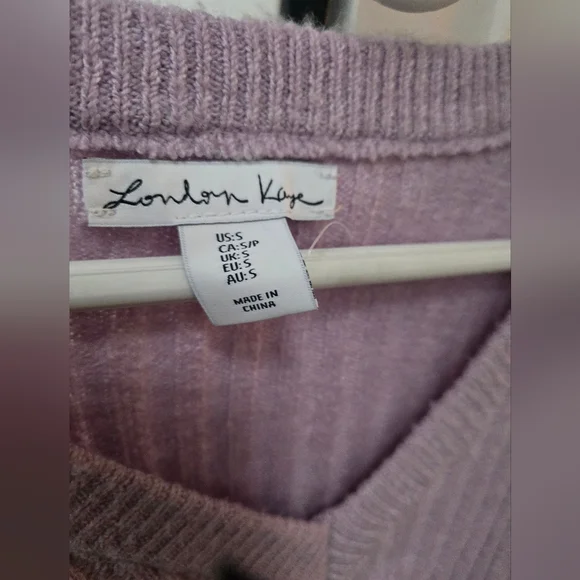 London Kaye
US:S
CA:S/P
UK:S
EU:S
AU:S
MADE IN
CHINA